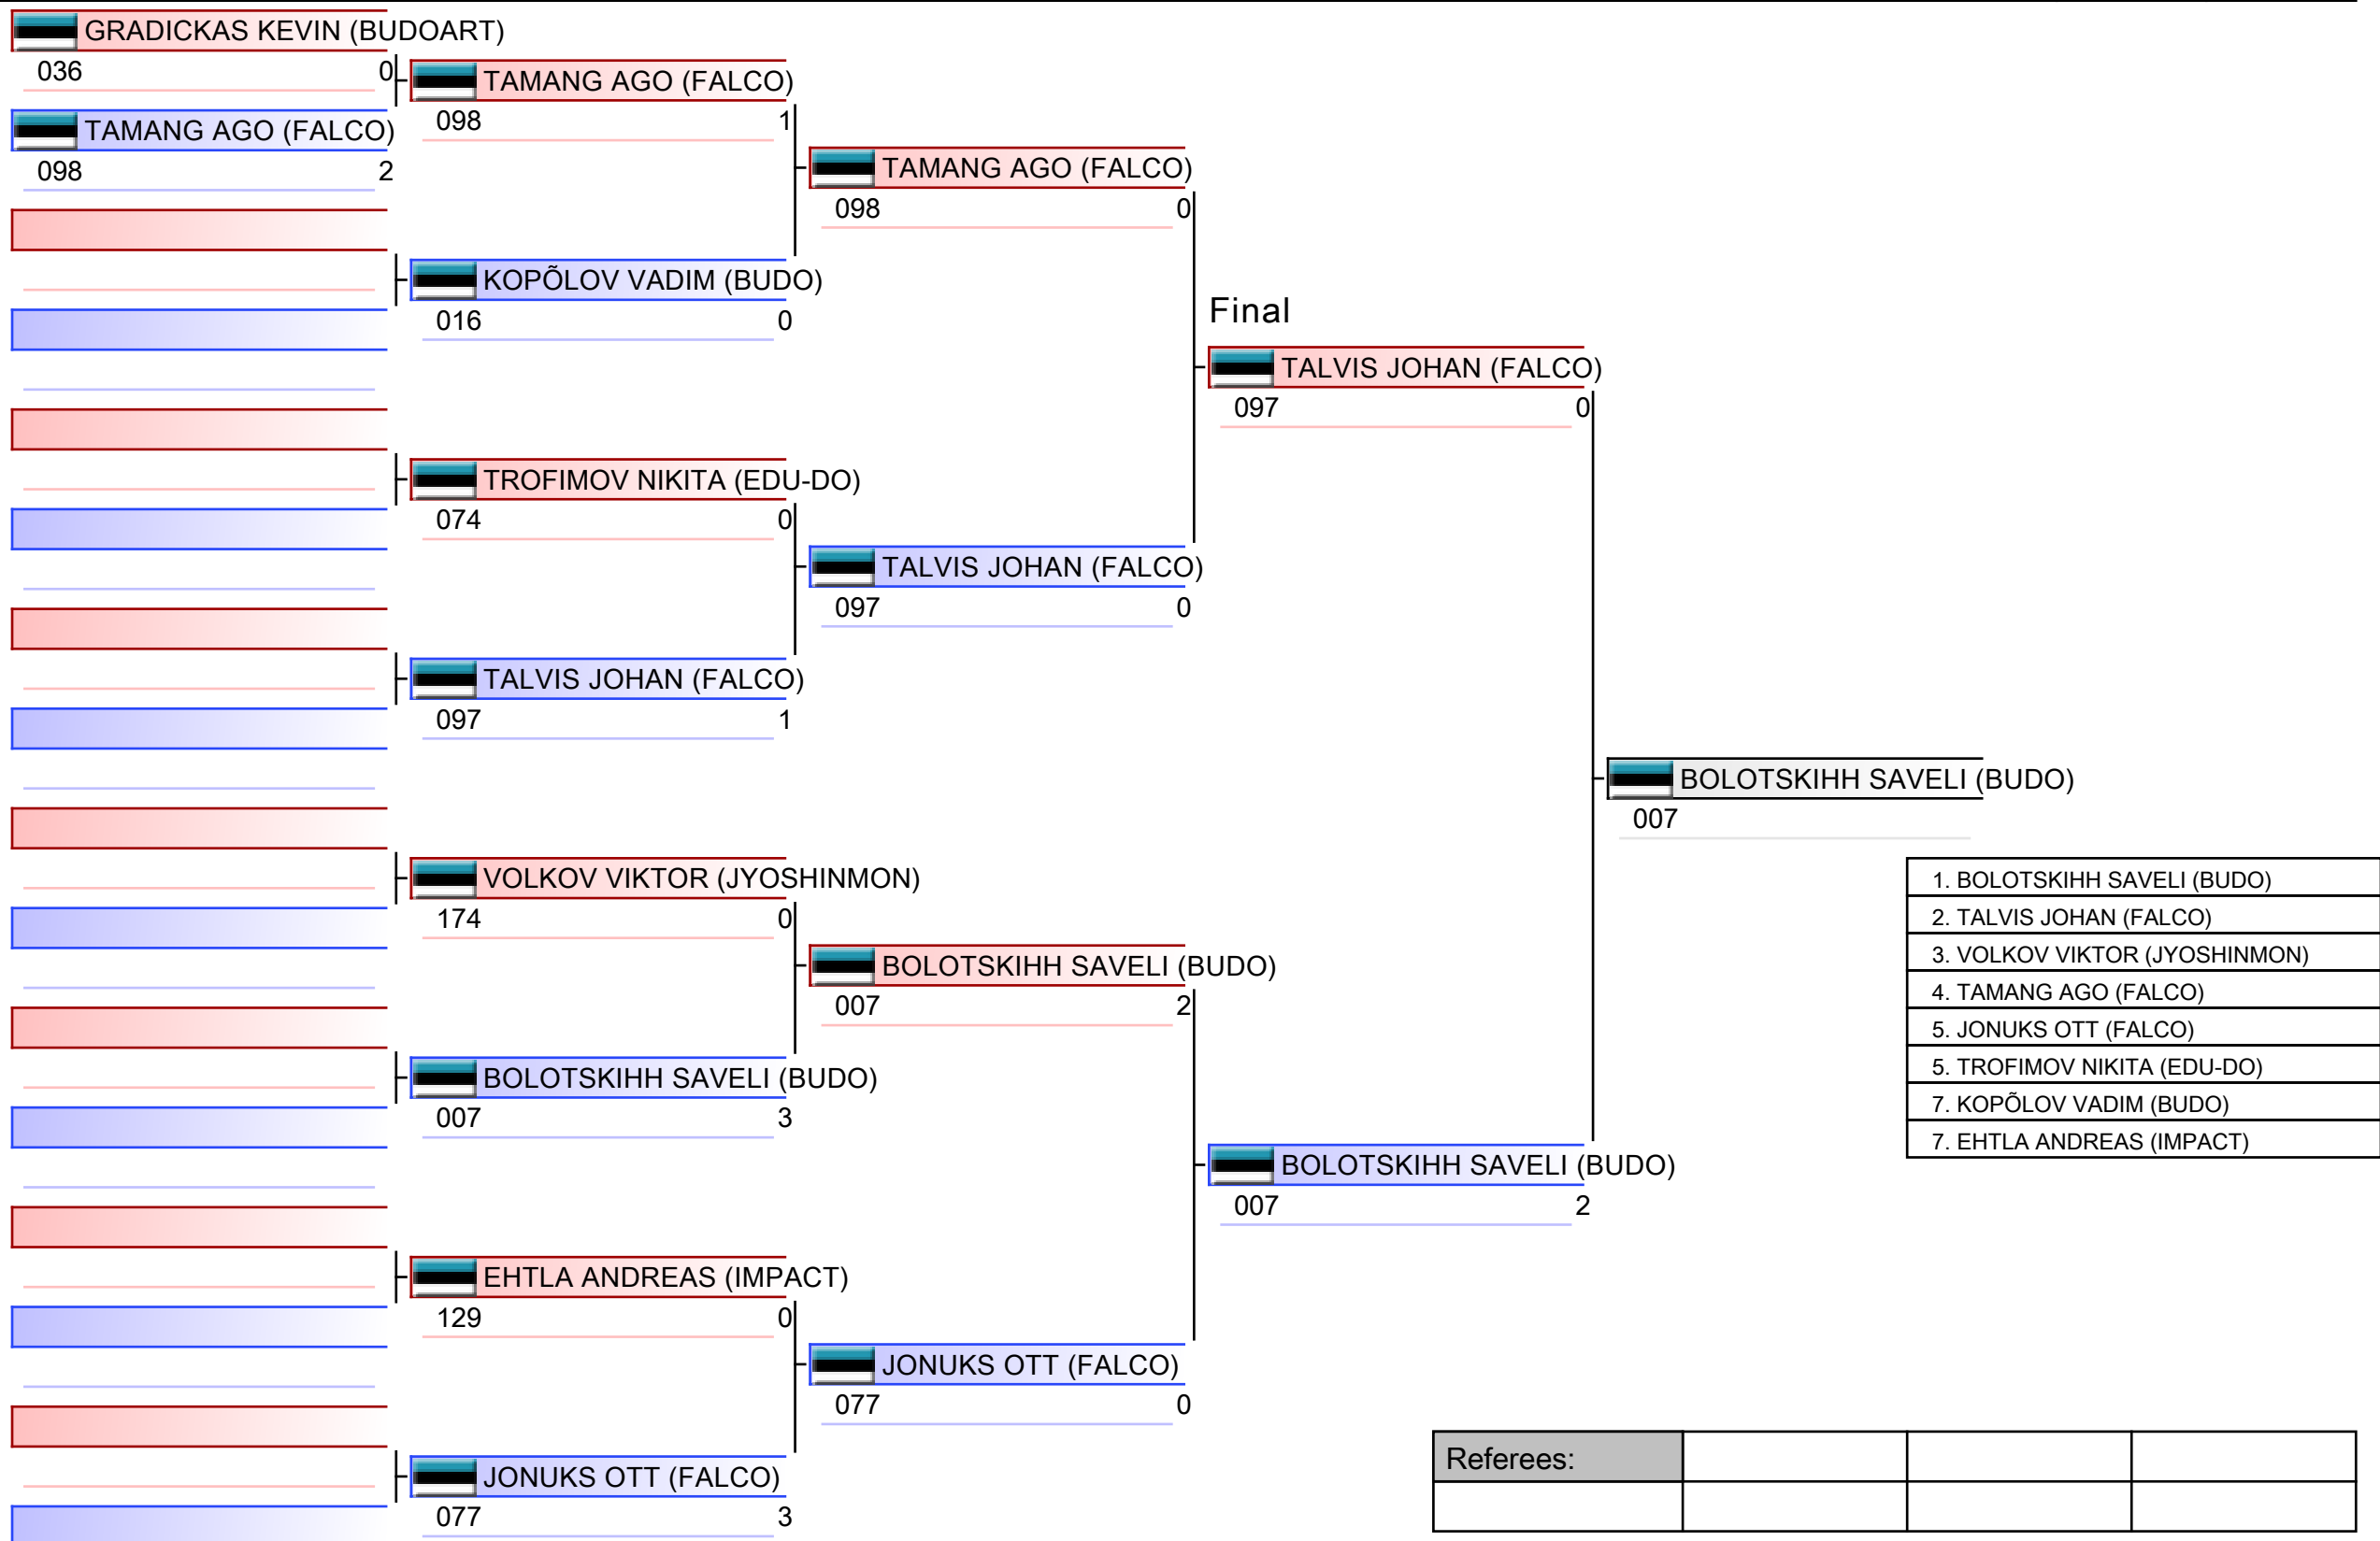 GRADICKAS KEVIN (BUDOART)
036 0
TAMANG AGO (FALCO)
098 2
TAMANG AGO (FALCO)
098 1
KOPÕLOV VADIM (BUDO)
016 0
TROFIMOV NIKITA (EDU-DO)
074 0
TALVIS JOHAN (FALCO)
097 1
VOLKOV VIKTOR (JYOSHINMON)
174 0
BOLOTSKIHH SAVELI (BUDO)
007 3
EHTLA ANDREAS (IMPACT)
129 0
JONUKS OTT (FALCO)
077 3
TAMANG AGO (FALCO)
098 0
TALVIS JOHAN (FALCO)
097 0
BOLOTSKIHH SAVELI (BUDO)
007 2
JONUKS OTT (FALCO)
077 0
Final
TALVIS JOHAN (FALCO)
097 0
BOLOTSKIHH SAVELI (BUDO)
007 2
BOLOTSKIHH SAVELI (BUDO)
007
1. BOLOTSKIHH SAVELI (BUDO)
2. TALVIS JOHAN (FALCO)
3. VOLKOV VIKTOR (JYOSHINMON)
4. TAMANG AGO (FALCO)
5. JONUKS OTT (FALCO)
5. TROFIMOV NIKITA (EDU-DO)
7. KOPÕLOV VADIM (BUDO)
7. EHTLA ANDREAS (IMPACT)
Referees: